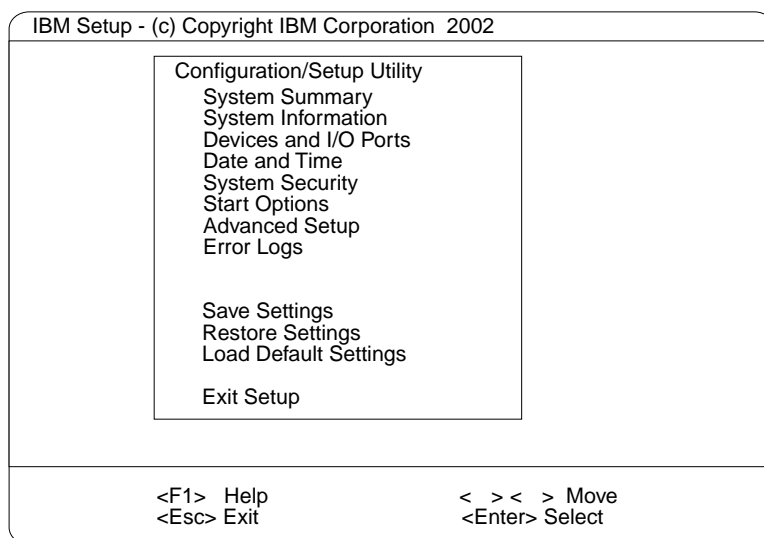 IBM Setup - (c) Copyright IBM Corporation 2002
Configuration/Setup Utility
System Summary
System Information
Devices and I/O Ports
Date and Time
System Security
Start Options
Advanced Setup
Error Logs
Save Settings
Restore Settings
Load Default Settings
Exit Setup
<F1> Help < > < > Move
<Esc> Exit <Enter> Select